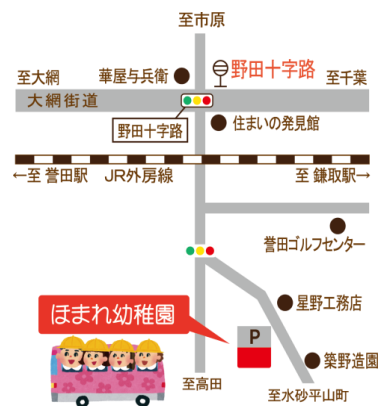 至市原
野田十字路
華屋与兵衛
至大網
至千葉
大網街道
野田十字路
住まいの発見館
←至 誉田駅
JR外房線
至 鎌取駅→
誉田ゴルフセンター
星野工務店
ほまれ幼稚園
P
築野造園
至高田
至水砂平山町